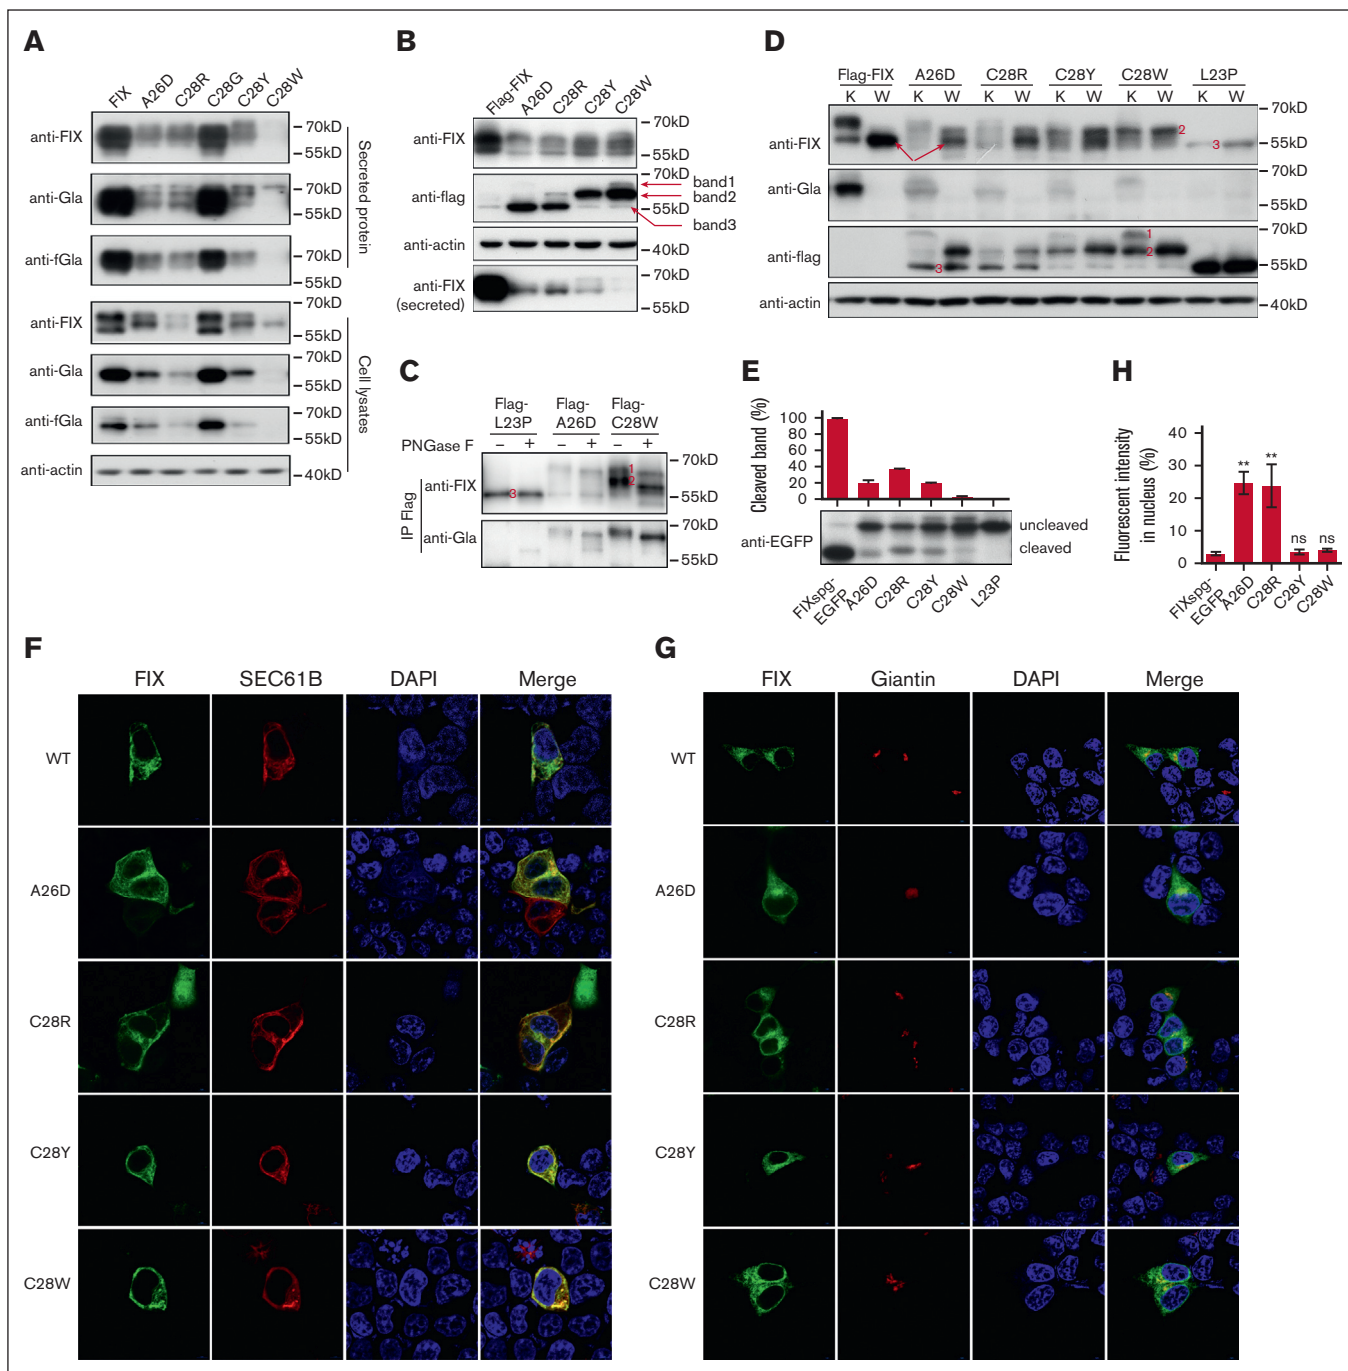 A
FIX A26D C28R C28G C28Y C28W
anti-FIX
70kD
55kD
anti-Gla
70kD
55kD
anti-fGla
70kD
55kD
Secreted protein
anti-FIX
70kD
55kD
anti-Gla
70kD
55kD
anti-fGla
70kD
55kD
anti-actin
40kD
Cell lysates
B
Flag-FIX A26D C28R C28Y C28W
anti-FIX
70kD
55kD
anti-flag
70kD
55kD
band1
band2
band3
anti-actin
40kD
anti-FIX
(secreted)
70kD
55kD
C
Flag-L23P Flag-A26D Flag-C28W
PNGase F − + − + − +
IP Flag
anti-FIX
3 1 2
70kD
55kD
anti-Gla
70kD
55kD
D
Flag-FIX A26D C28R C28Y C28W L23P
K W K W K W K W K W K W
anti-FIX
2 3
70kD
55kD
anti-Gla
anti-flag
3 1 2
70kD
55kD
anti-actin
40kD
E
Cleaved band (%)
100
80
60
40
20
0
anti-EGFP
uncleaved
cleaved
FIXspg-EGFP A26D C28R C28Y C28W L23P
H
Fluorescent intensity
in nucleus (%)
40
30
20
10
0
** ** ns ns
FIXspg-EGFP A26D C28R C28Y C28W
F
FIX SEC61B DAPI Merge
WT
A26D
C28R
C28Y
C28W
G
FIX Giantin DAPI Merge
WT
A26D
C28R
C28Y
C28W